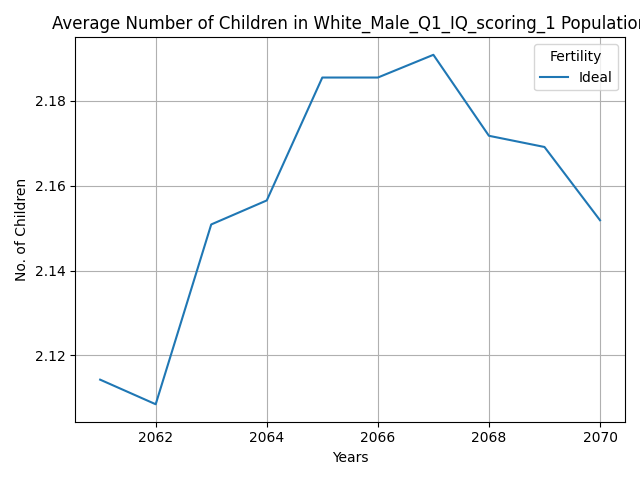 Average Number of Children in White_Male_Q1_IQ_scoring_1 Population
Fertility
Ideal
2.18
2.16
2.14
2.12
No. of Children
2062 2064 2066 2068 2070
Years